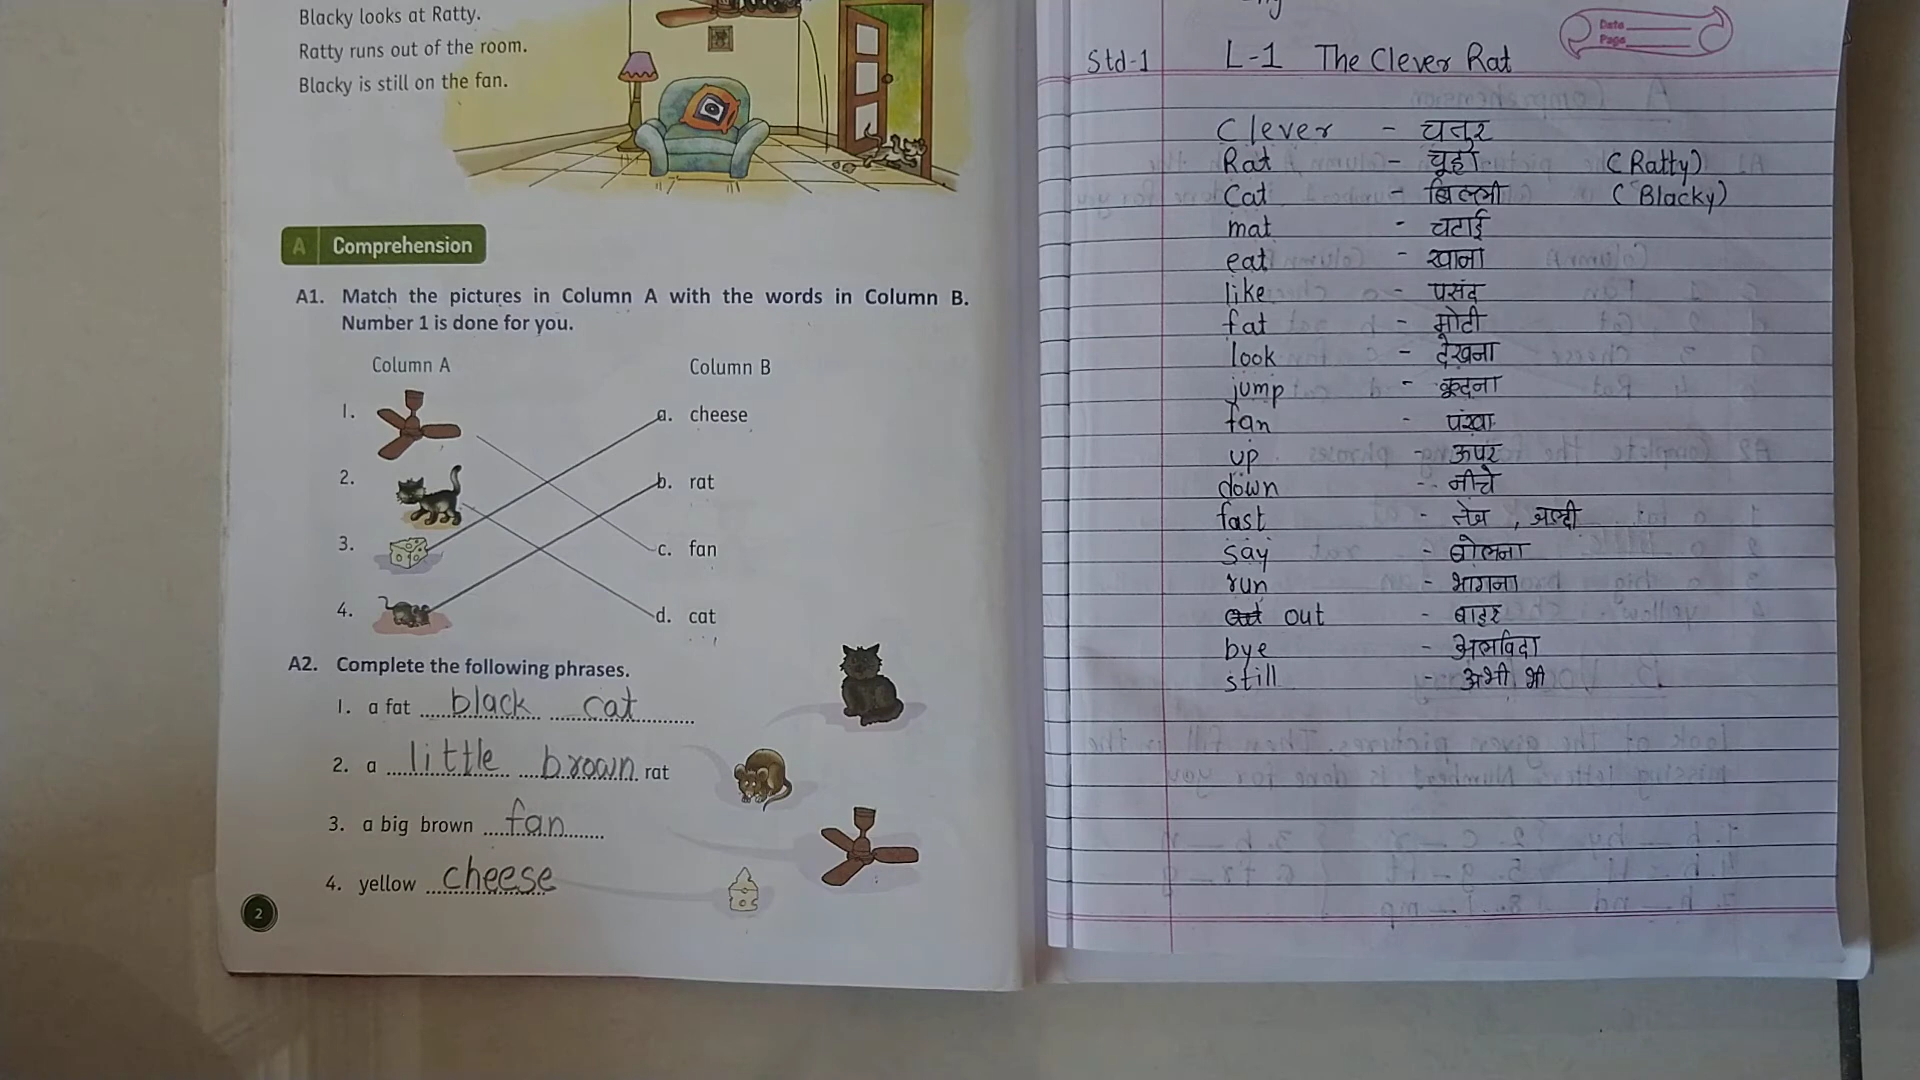 Blacky looks at Ratty.
Ratty runs out of the room.
Blacky is still on the fan.
A Comprehension
A1. Match the pictures in Column A with the words in Column B.
Number 1 is done for you.
Column A Column B
1. a. cheese
2. b. rat
3. c. fan
4. d. cat
A2. Complete the following phrases.
1. a fat black cat
2. a little brown rat
3. a big brown fan
4. yellow cheese
2
Date
Page
Std-1 L-1 The Clever Rat
Clever - चतुर
Rat - चूहा (Ratty)
Cat - बिल्ली (Blacky)
mat - चटाई
eat - खाना
like - पसंद
fat - मोटी
look - देखना
jump - कूदना
fan - पंखा
up - ऊपर
down - नीचे
fast - तेज , जल्दी
say - बोलना
run - भागना
out - बाहर
bye - अलविदा
still - अभी भी